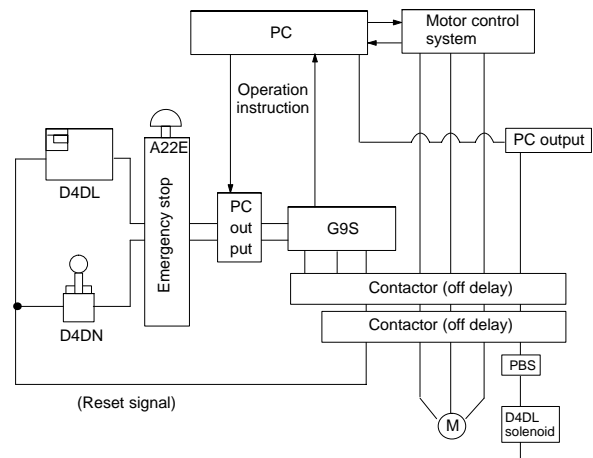 PC
Motor control
system
Operation
instruction
A22E
PC output
D4DL
Emergency stop
PC
out
put
G9S
Contactor (off delay)
D4DN
Contactor (off delay)
PBS
(Reset signal)
M
D4DL
solenoid